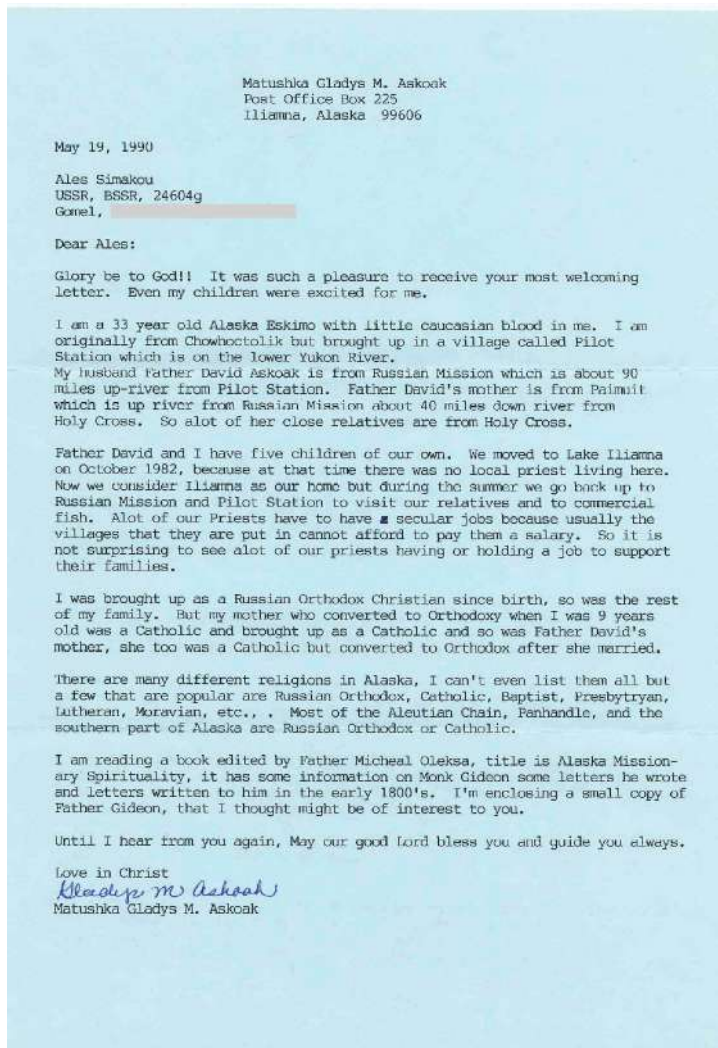 Matushka Gladys M. Askoak
Post Office Box 225
Iliamna, Alaska 99606
May 19, 1990
Ales Simakou
USSR, BSSR, 24604g
Gomel,
Dear Ales:
Glory be to God!! It was such a pleasure to receive your most welcoming
letter. Even my children were excited for me.
I am a 33 year old Alaska Eskimo with little caucasian blood in me. I am
originally from Chowhoctolik but brought up in a village called Pilot
Station which is on the lower Yukon River.
My husband Father David Askoak is from Russian Mission which is about 90
miles up-river from Pilot Station. Father David's mother is from Paimuit
which is up river from Russian Mission about 40 miles down river from
Holy Cross. So alot of her close relatives are from Holy Cross.
Father David and I have five children of our own. We moved to Lake Iliamna
on October 1982, because at that time there was no local priest living here.
Now we consider Iliamna as our home but during the summer we go back up to
Russian Mission and Pilot Station to visit our relatives and to commercial
fish. Alot of our Priests have to have a secular jobs because usually the
villages that they are put in cannot afford to pay them a salary. So it is
not surprising to see alot of our priests having or holding a job to support
their families.
I was brought up as a Russian Orthodox Christian since birth, so was the rest
of my family. But my mother who converted to Orthodoxy when I was 9 years
old was a Catholic and brought up as a Catholic and so was Father David's
mother, she too was a Catholic but converted to Orthodox after she married.
There are many different religions in Alaska, I can't even list them all but
a few that are popular are Russian Orthodox, Catholic, Baptist, Presbytryan,
Lutheran, Moravian, etc., . Most of the Aleutian Chain, Panhandle, and the
southern part of Alaska are Russian Orthodox or Catholic.
I am reading a book edited by Father Micheal Oleksa, title is Alaska Mission-
ary Spirituality, it has some information on Monk Gideon some letters he wrote
and letters written to him in the early 1800's. I'm enclosing a small copy of
Father Gideon, that I thought might be of interest to you.
Until I hear from you again, May our good Lord bless you and guide you always.
Love in Christ
Gladys M Askoak
Matushka Gladys M. Askoak